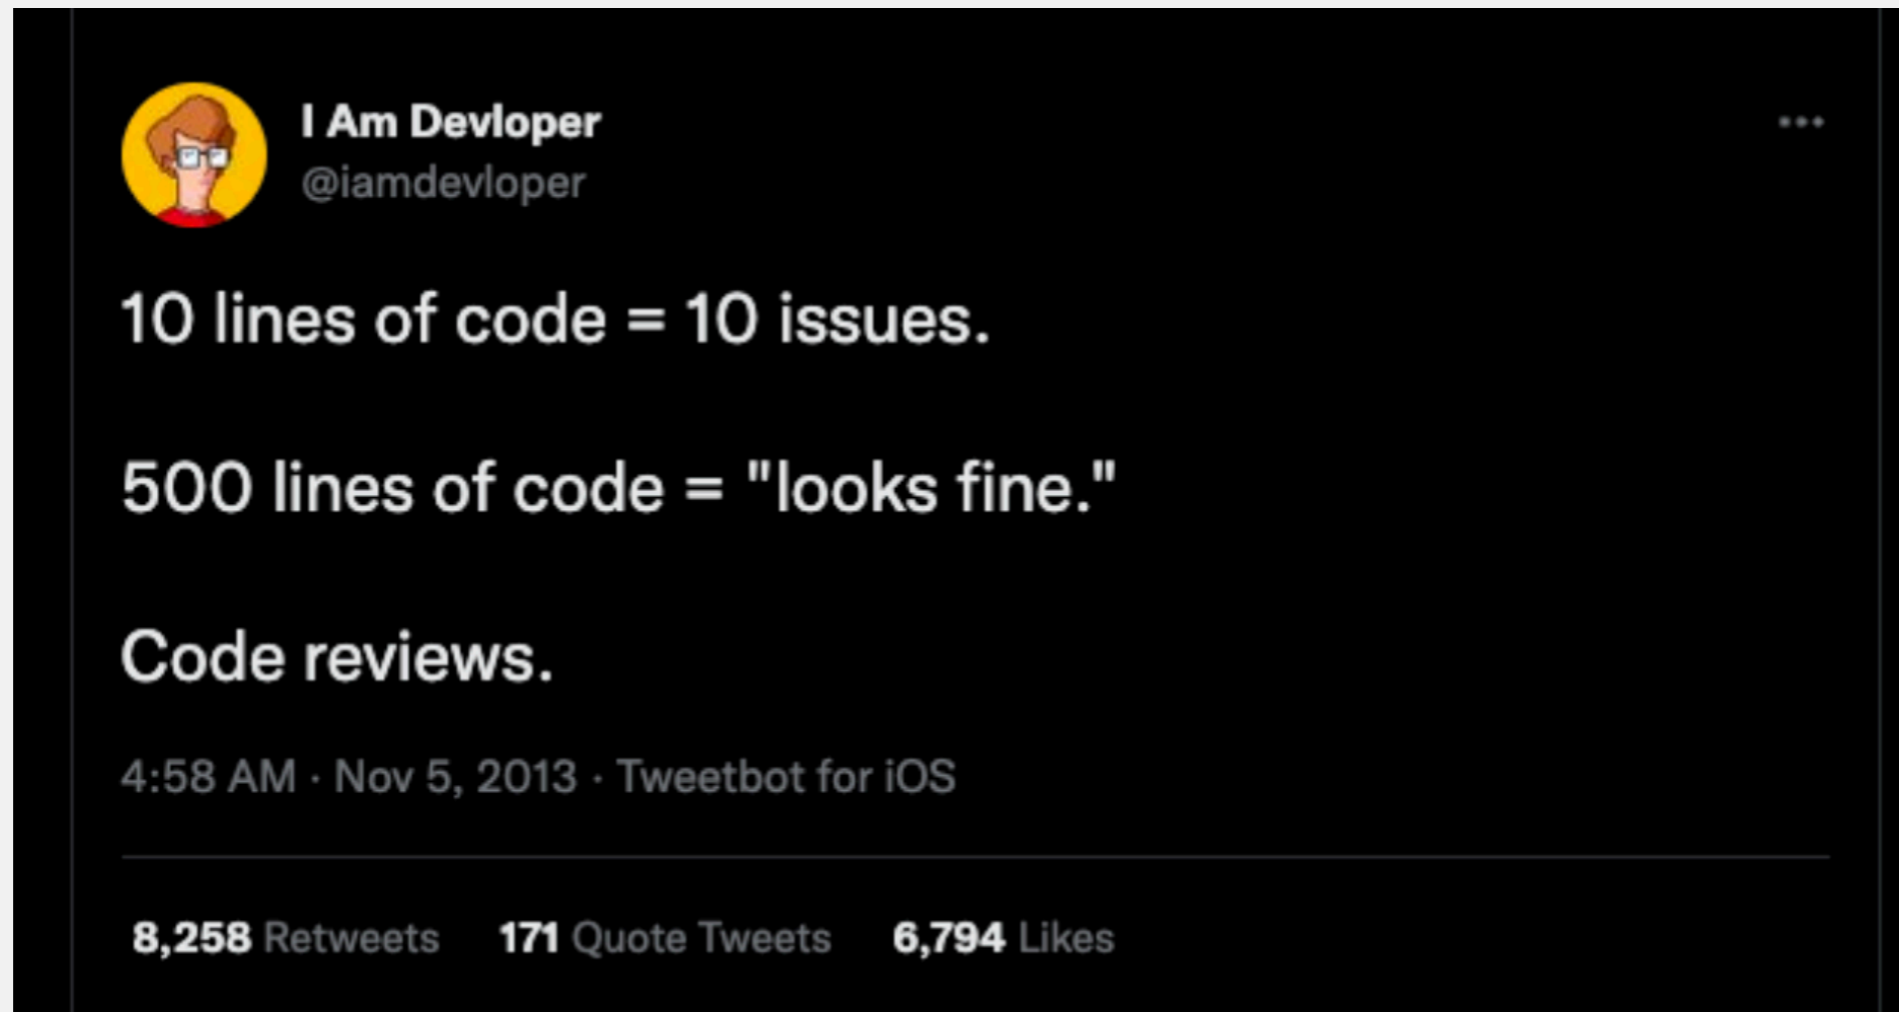 I Am Devloper
@iamdevloper
10 lines of code = 10 issues.
500 lines of code = "looks fine."
Code reviews.
4:58 AM · Nov 5, 2013 · Tweetbot for iOS
8,258 Retweets 171 Quote Tweets 6,794 Likes